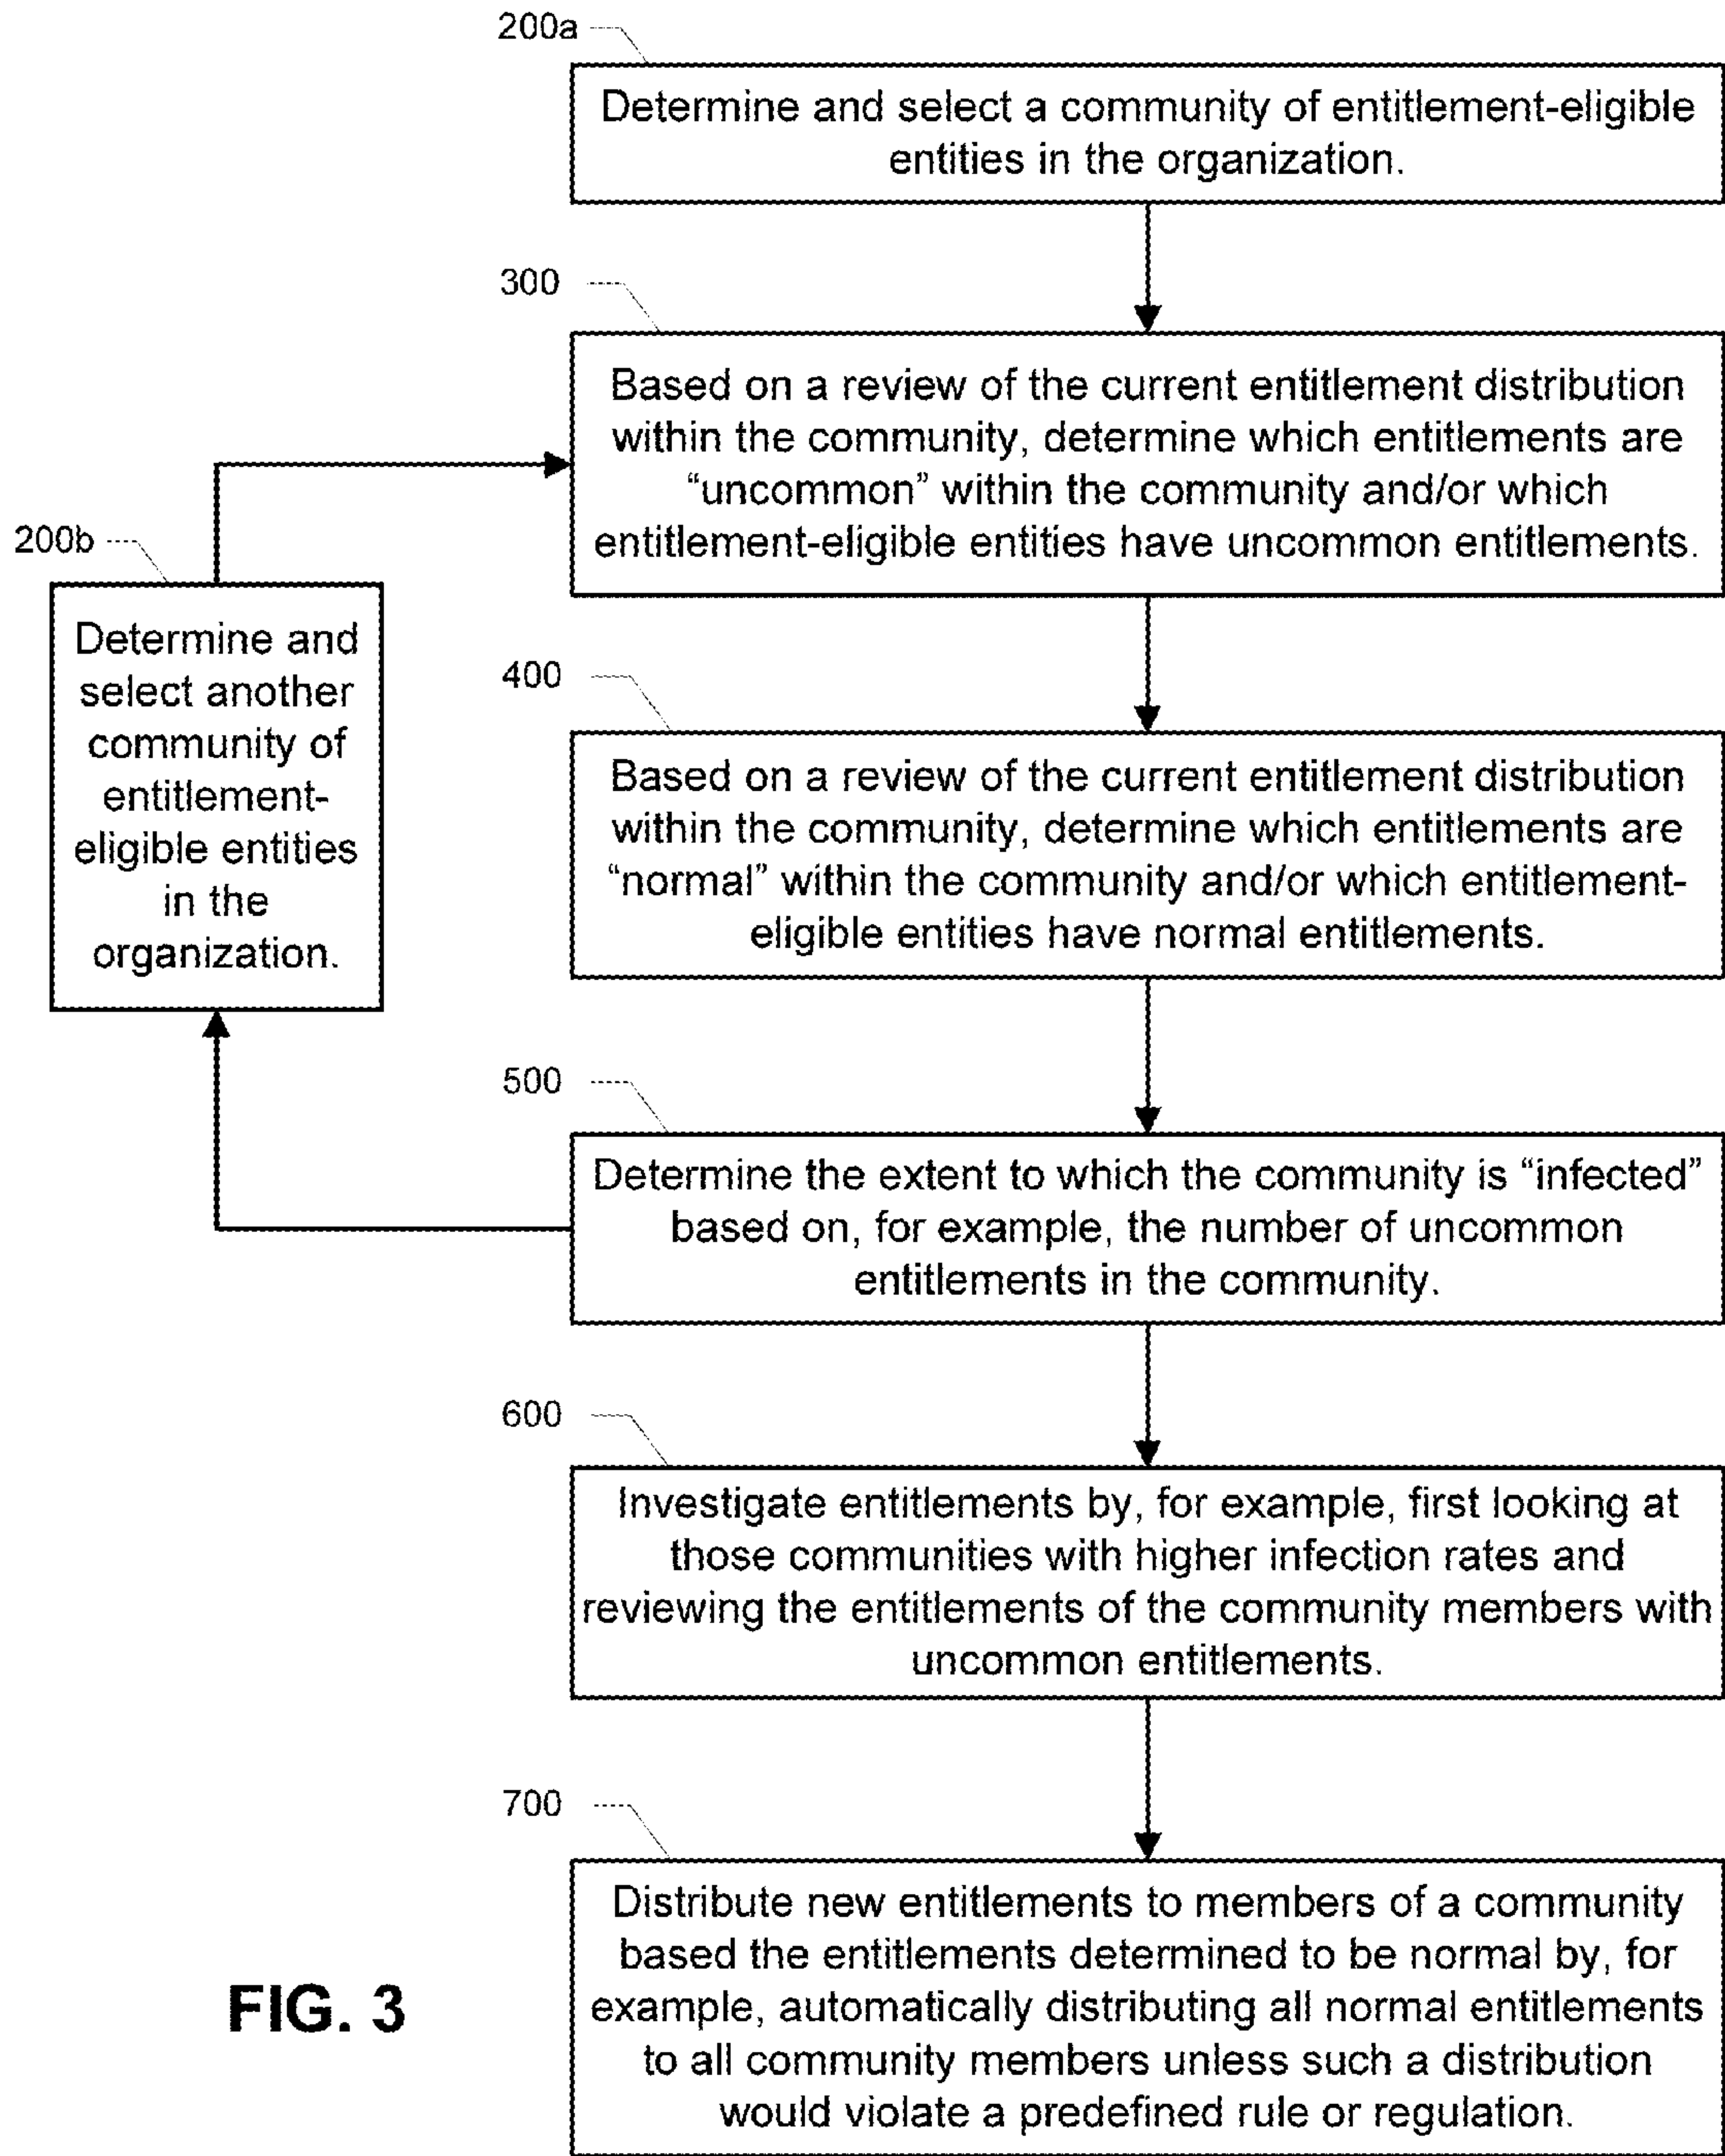 200a
Determine and select a community of entitlement-eligible
entities in the organization.
300
Based on a review of the current entitlement distribution
within the community, determine which entitlements are
“uncommon” within the community and/or which
entitlement-eligible entities have uncommon entitlements.
200b
Determine and
select another
community of
entitlement-
eligible entities
in the
organization.
400
Based on a review of the current entitlement distribution
within the community, determine which entitlements are
“normal” within the community and/or which entitlement-
eligible entities have normal entitlements.
500
Determine the extent to which the community is “infected”
based on, for example, the number of uncommon
entitlements in the community.
600
Investigate entitlements by, for example, first looking at
those communities with higher infection rates and
reviewing the entitlements of the community members with
uncommon entitlements.
700
Distribute new entitlements to members of a community
based the entitlements determined to be normal by, for
example, automatically distributing all normal entitlements
to all community members unless such a distribution
would violate a predefined rule or regulation.
FIG. 3